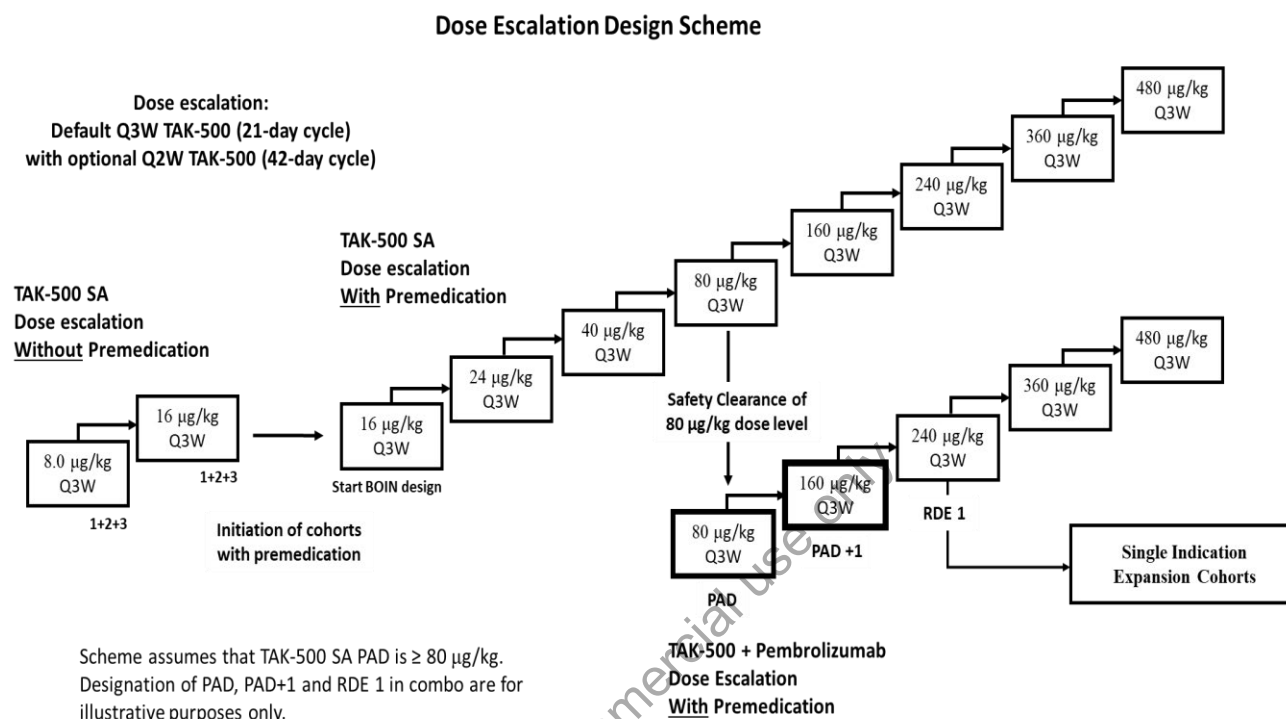 Dose Escalation Design Scheme
Dose escalation:
Default Q3W TAK-500 (21-day cycle)
with optional Q2W TAK-500 (42-day cycle)
TAK-500 SA
Dose escalation
Without Premedication
8.0 µg/kg
Q3W
1+2+3
16 µg/kg
Q3W
1+2+3
Initiation of cohorts
with premedication
TAK-500 SA
Dose escalation
With Premedication
16 µg/kg
Q3W
Start BOIN design
24 µg/kg
Q3W
40 µg/kg
Q3W
80 µg/kg
Q3W
160 µg/kg
Q3W
240 µg/kg
Q3W
360 µg/kg
Q3W
480 µg/kg
Q3W
Safety Clearance of
80 µg/kg dose level
80 µg/kg
Q3W
PAD
160 µg/kg
Q3W
PAD +1
240 µg/kg
Q3W
RDE 1
360 µg/kg
Q3W
480 µg/kg
Q3W
Single Indication
Expansion Cohorts
TAK-500 + Pembrolizumab
Dose Escalation
With Premedication
Scheme assumes that TAK-500 SA PAD is ≥ 80 µg/kg.
Designation of PAD, PAD+1 and RDE 1 in combo are for
illustrative purposes only.
mercial use only